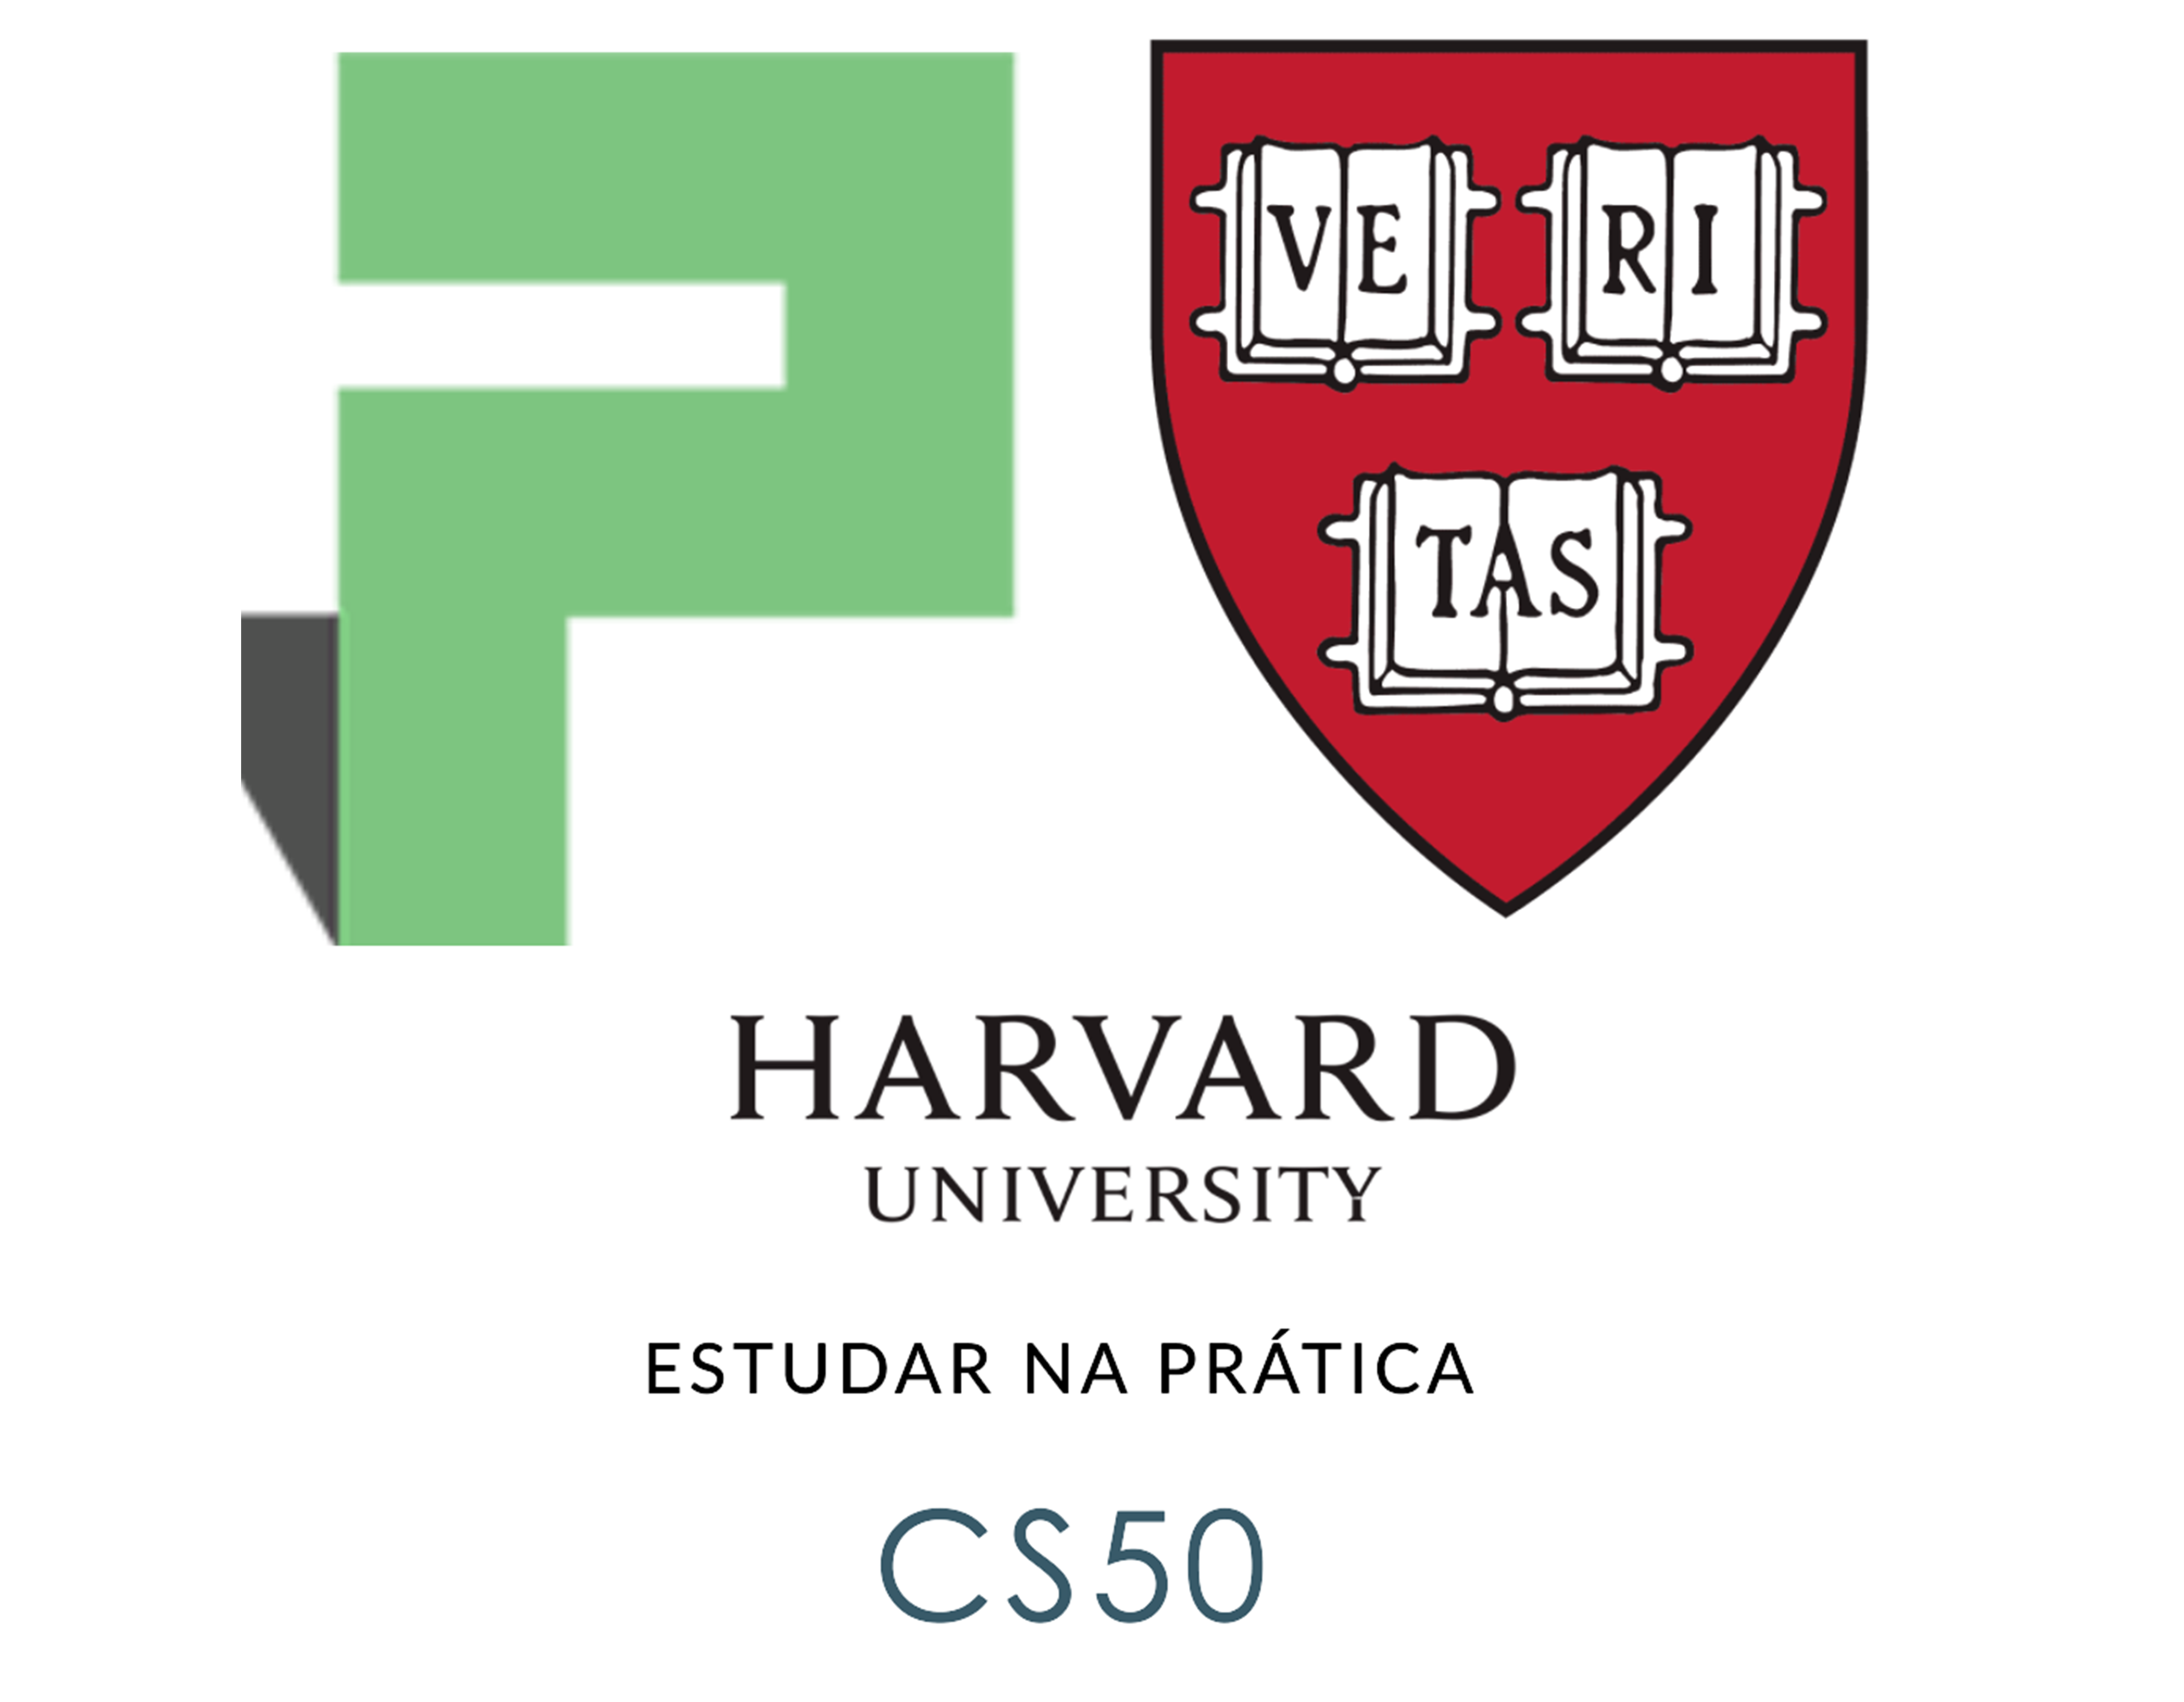 VE RI
TAS
HARVARD
UNIVERSITY
ESTUDAR NA PRÁTICA
CS50